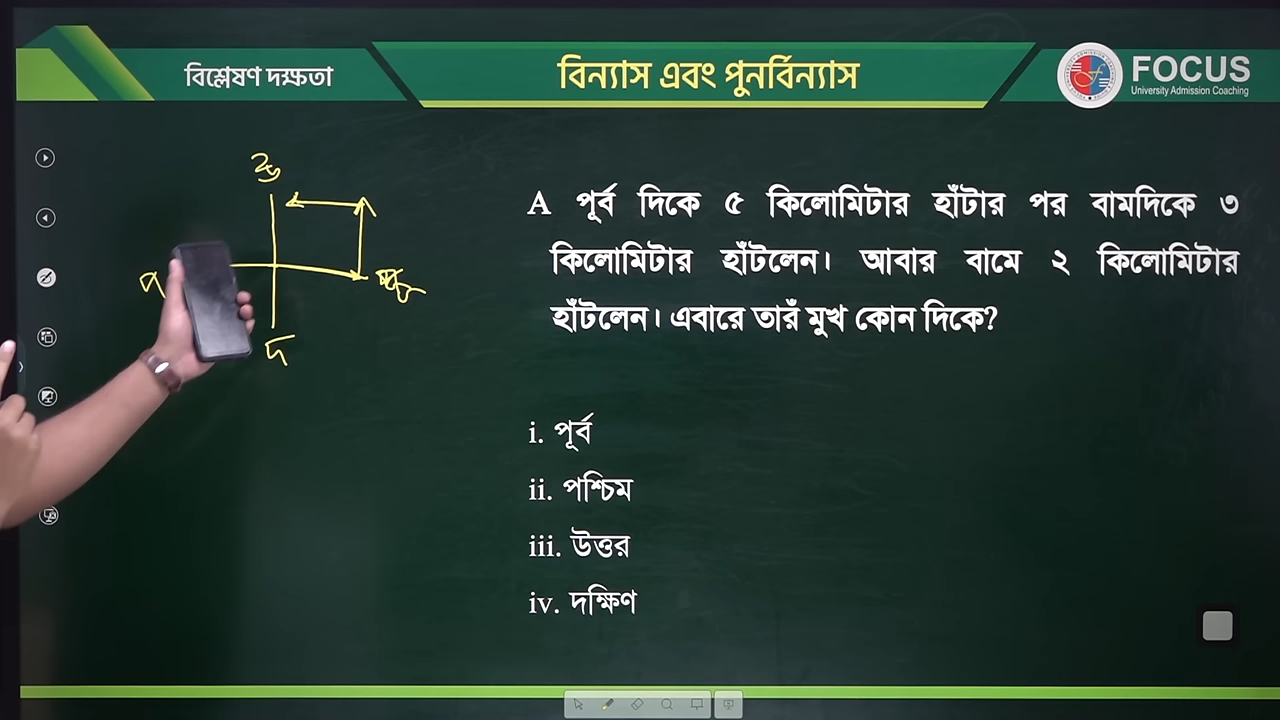 বিশ্লেষণ দক্ষতা
বিন্যাস এবং পুনর্বিন্যাস
FOCUS
University Admission Coaching
উ
প
পূর্ব
দ
A পূর্ব দিকে ৫ কিলোমিটার হাঁটার পর বামদিকে ৩
কিলোমিটার হাঁটলেন। আবার বামে ২ কিলোমিটার
হাঁটলেন। এবারে তারঁ মুখ কোন দিকে?
i. পূর্ব
ii. পশ্চিম
iii. উত্তর
iv. দক্ষিণ